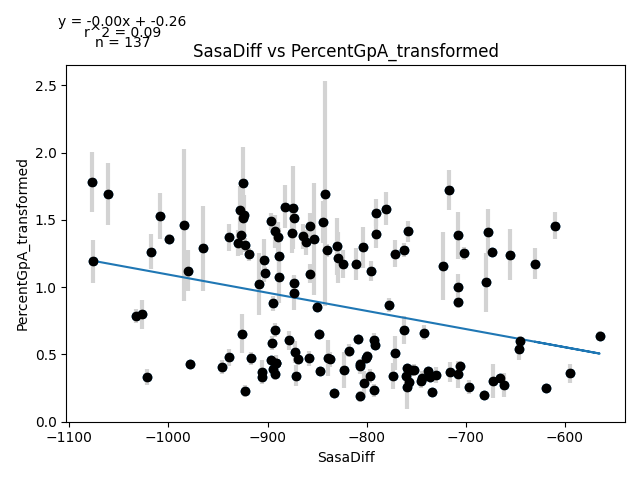 y = -0.00x + -0.26
r^2 = 0.09
n = 137
SasaDiff vs PercentGpA_transformed
PercentGpA_transformed
2.5
2.0
1.5
1.0
0.5
0.0
−1100
−1000
−900
−800
−700
−600
SasaDiff